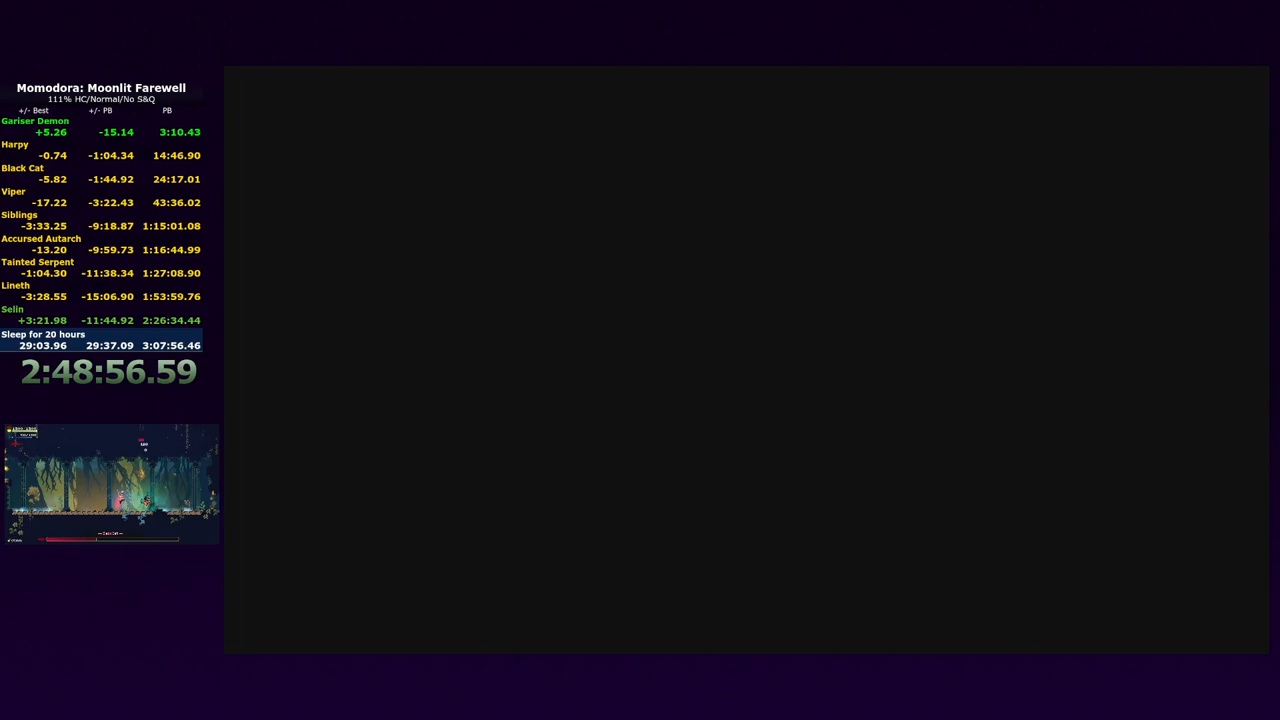 Momodora: Moonlit Farewell
111% HC/Normal/No S&Q
+/- Best +/- PB PB
Gariser Demon
+5.26 -15.14 3:10.43
Harpy
-0.74 -1:04.34 14:46.90
Black Cat
-5.82 -1:44.92 24:17.01
Viper
-17.22 -3:22.43 43:36.02
Siblings
-3:33.25 -9:18.87 1:15:01.08
Accursed Autarch
-13.20 -9:59.73 1:16:44.99
Tainted Serpent
-1:04.30 -11:38.34 1:27:08.90
Lineth
-3:28.55 -15:06.90 1:53:59.76
Selin
+3:21.98 -11:44.92 2:26:34.44
Sleep for 20 hours
29:03.96 29:37.09 3:07:56.46
2:48:56.59